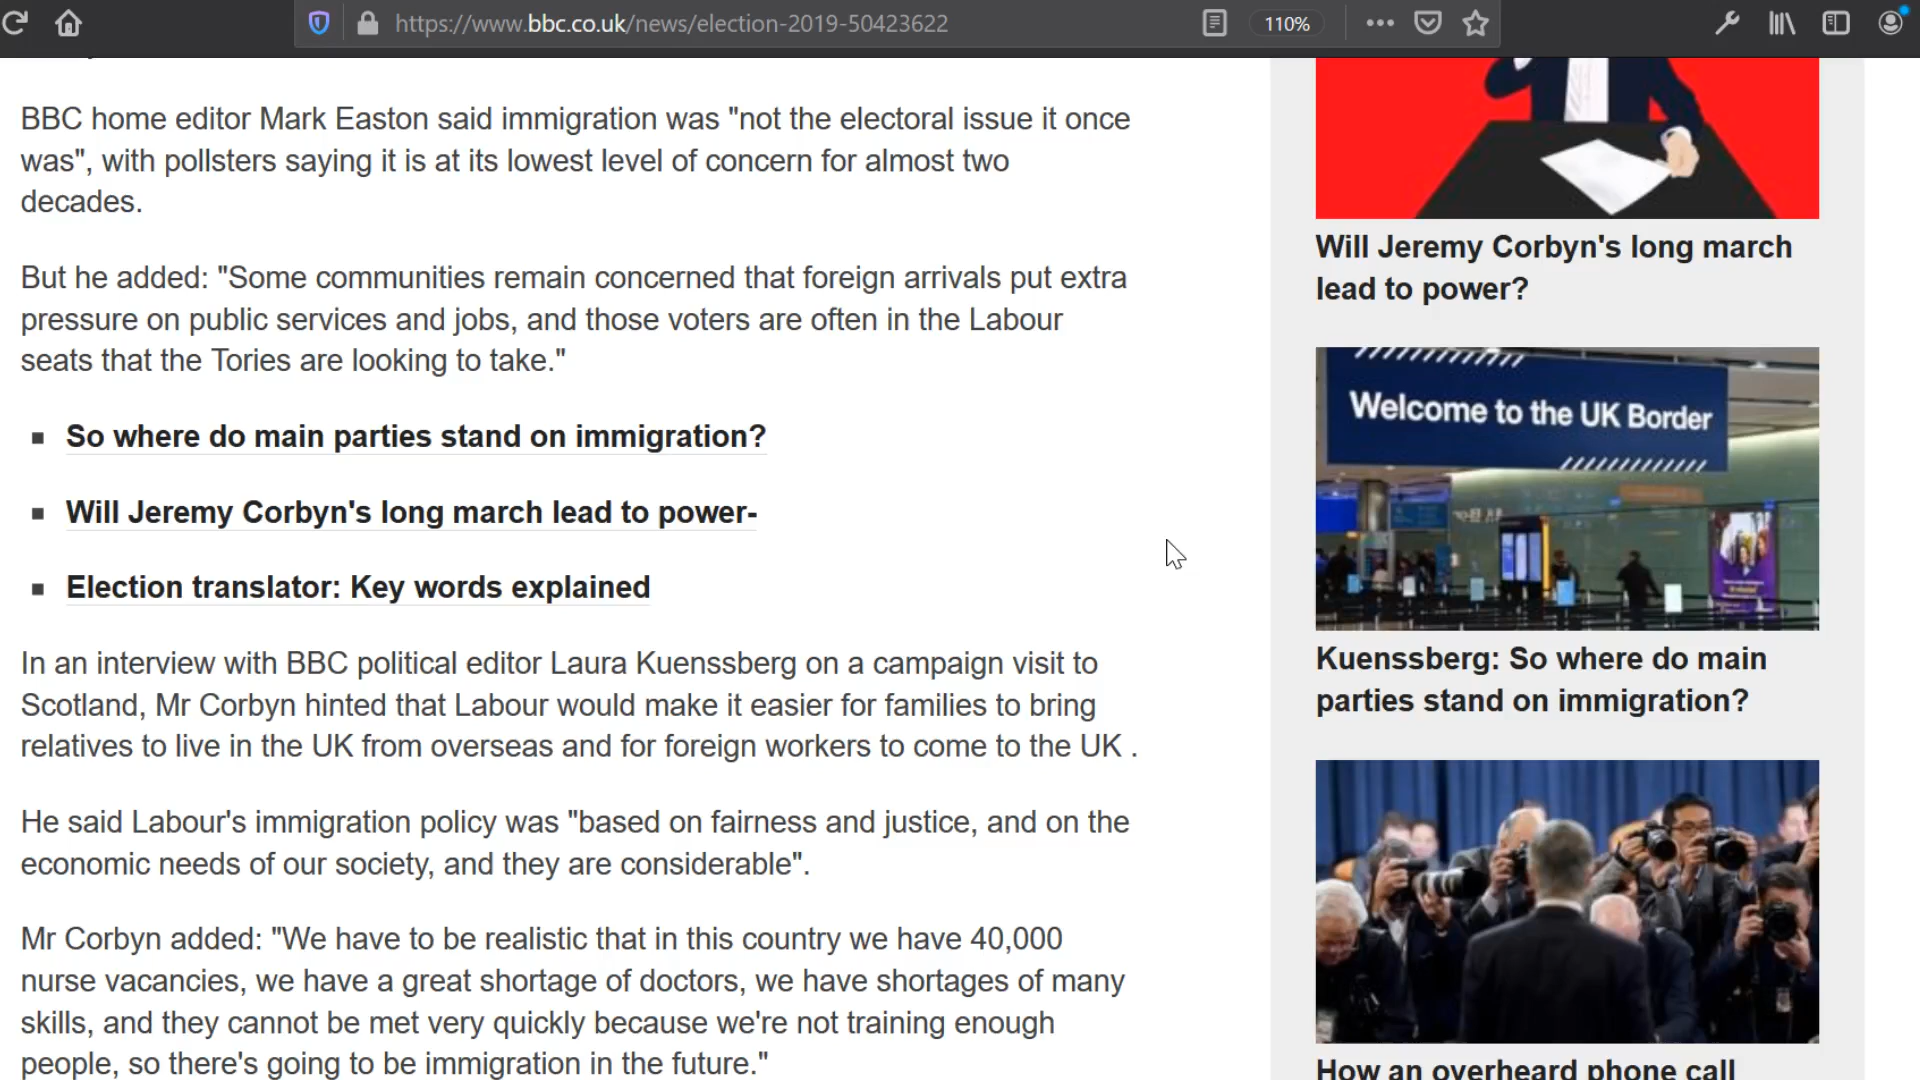 https://www.bbc.co.uk/news/election-2019-50423622
110%
BBC home editor Mark Easton said immigration was "not the electoral issue it once
was", with pollsters saying it is at its lowest level of concern for almost two
decades.
But he added: "Some communities remain concerned that foreign arrivals put extra
pressure on public services and jobs, and those voters are often in the Labour
seats that the Tories are looking to take."
So where do main parties stand on immigration?
Will Jeremy Corbyn's long march lead to power-
Election translator: Key words explained
In an interview with BBC political editor Laura Kuenssberg on a campaign visit to
Scotland, Mr Corbyn hinted that Labour would make it easier for families to bring
relatives to live in the UK from overseas and for foreign workers to come to the UK .
He said Labour's immigration policy was "based on fairness and justice, and on the
economic needs of our society, and they are considerable".
Mr Corbyn added: "We have to be realistic that in this country we have 40,000
nurse vacancies, we have a great shortage of doctors, we have shortages of many
skills, and they cannot be met very quickly because we're not training enough
people, so there's going to be immigration in the future."
Will Jeremy Corbyn's long march
lead to power?
Welcome to the UK Border
Kuenssberg: So where do main
parties stand on immigration?
How an overheard phone call